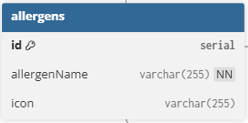 allergens
id serial
allergenName varchar(255) NN
icon varchar(255)